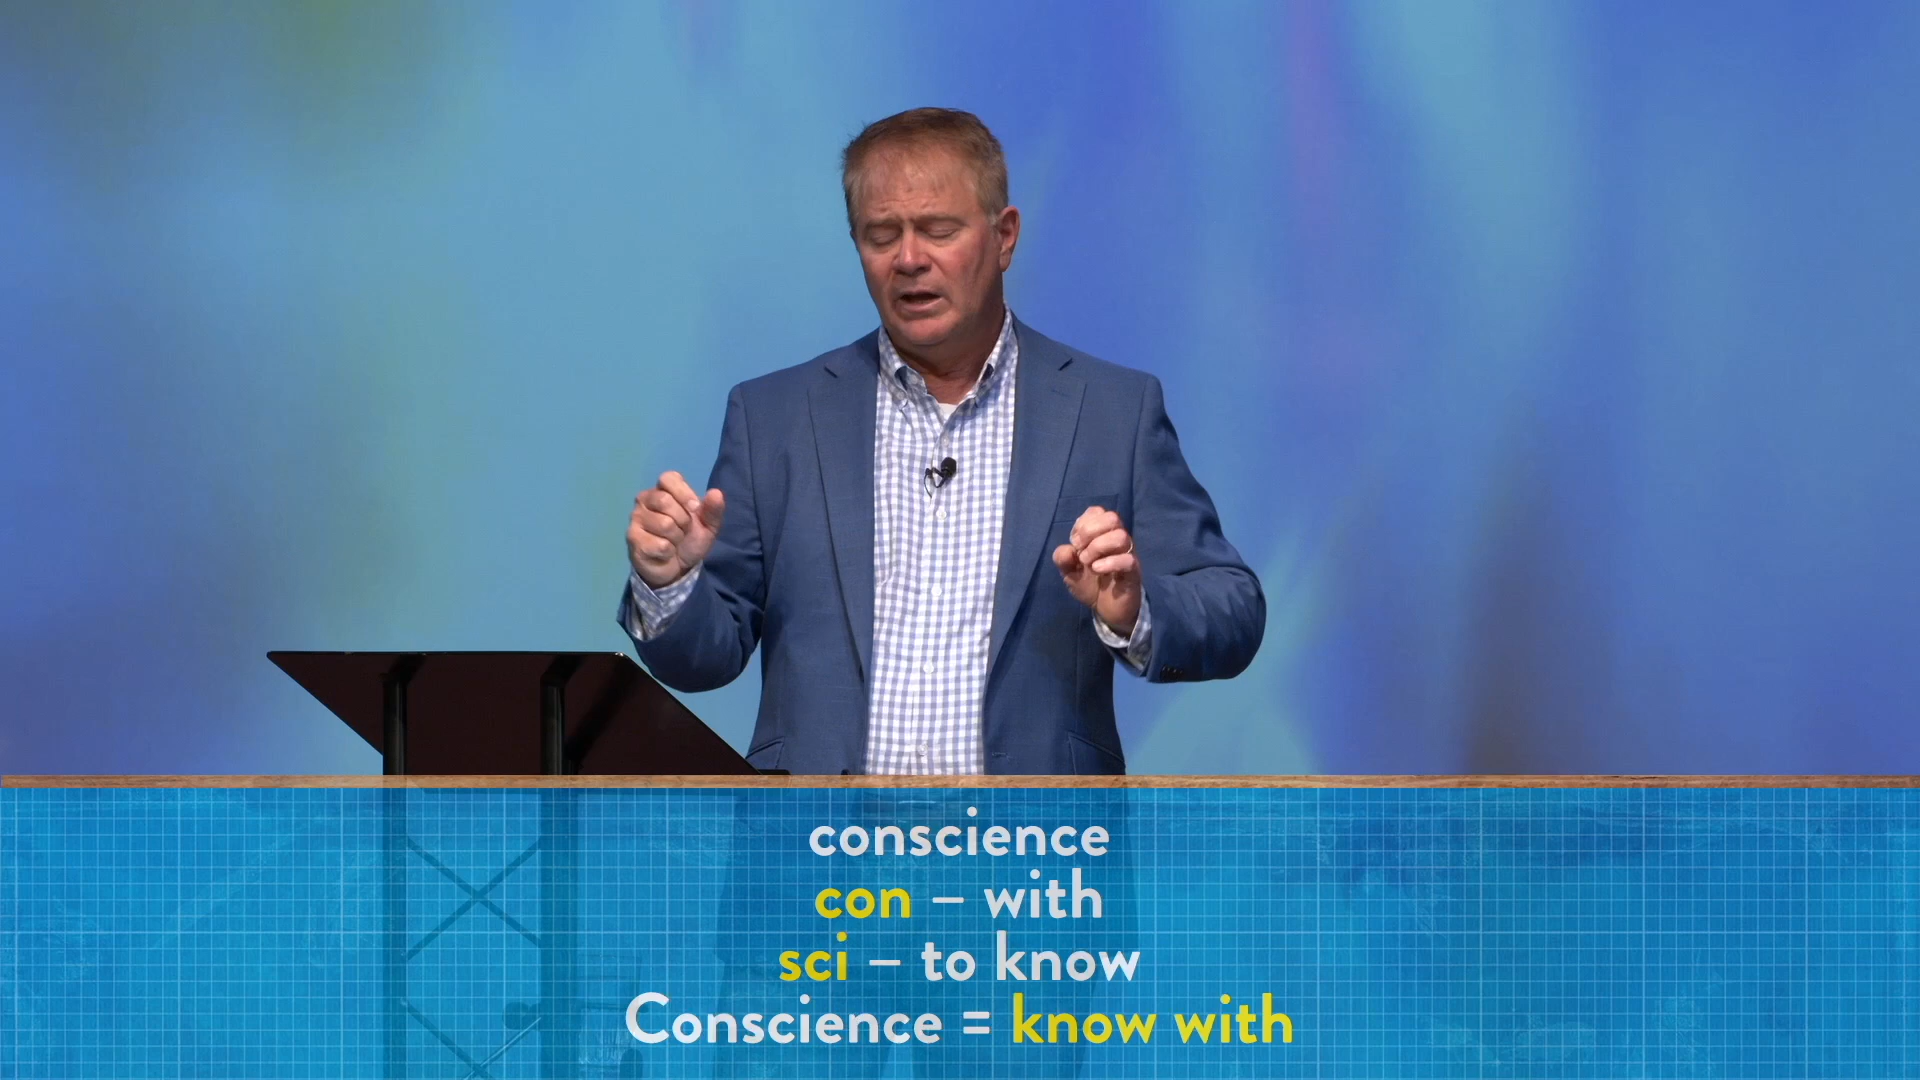 conscience
con – with
sci – to know
Conscience = know with